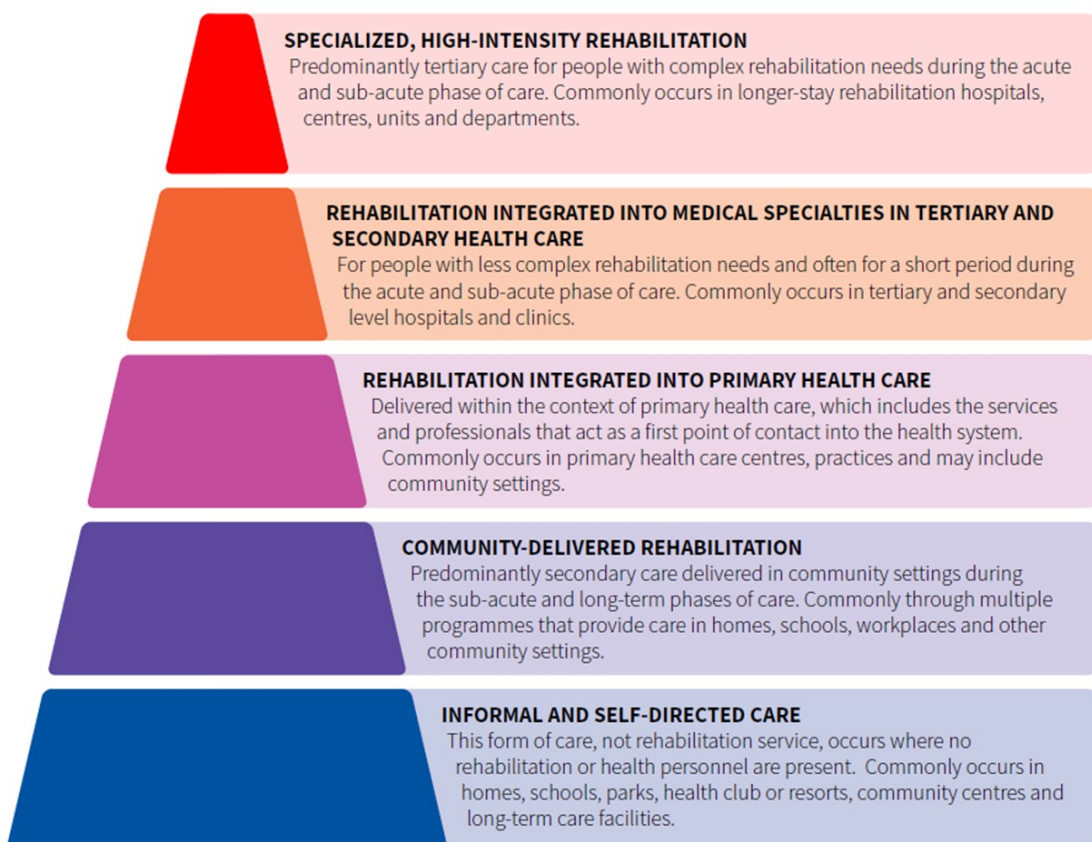 SPECIALIZED, HIGH-INTENSITY REHABILITATION
Predominantly tertiary care for people with complex rehabilitation needs during the acute
and sub-acute phase of care. Commonly occurs in longer-stay rehabilitation hospitals,
centres, units and departments.
REHABILITATION INTEGRATED INTO MEDICAL SPECIALTIES IN TERTIARY AND
SECONDARY HEALTH CARE
For people with less complex rehabilitation needs and often for a short period during
the acute and sub-acute phase of care. Commonly occurs in tertiary and secondary
level hospitals and clinics.
REHABILITATION INTEGRATED INTO PRIMARY HEALTH CARE
Delivered within the context of primary health care, which includes the services
and professionals that act as a first point of contact into the health system.
Commonly occurs in primary health care centres, practices and may include
community settings.
COMMUNITY-DELIVERED REHABILITATION
Predominantly secondary care delivered in community settings during
the sub-acute and long-term phases of care. Commonly through multiple
programmes that provide care in homes, schools, workplaces and other
community settings.
INFORMAL AND SELF-DIRECTED CARE
This form of care, not rehabilitation service, occurs where no
rehabilitation or health personnel are present. Commonly occurs in
homes, schools, parks, health club or resorts, community centres and
long-term care facilities.